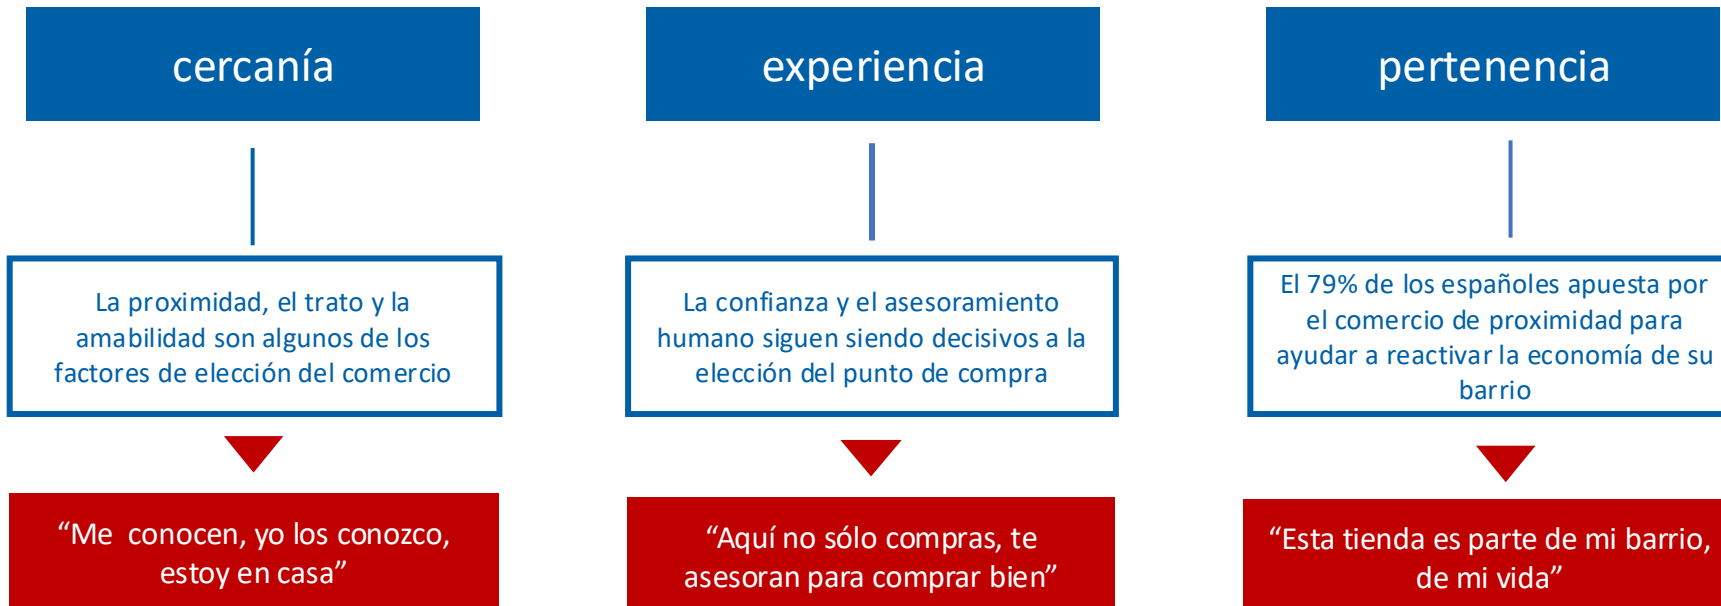 cercanía
La proximidad, el trato y la
amabilidad son algunos de los
factores de elección del comercio
“Me conocen, yo los conozco,
estoy en casa”
experiencia
La confianza y el asesoramiento
humano siguen siendo decisivos a la
elección del punto de compra
“Aquí no sólo compras, te
asesoran para comprar bien”
pertenencia
El 79% de los españoles apuesta por
el comercio de proximidad para
ayudar a reactivar la economía de su
barrio
“Esta tienda es parte de mi barrio,
de mi vida”